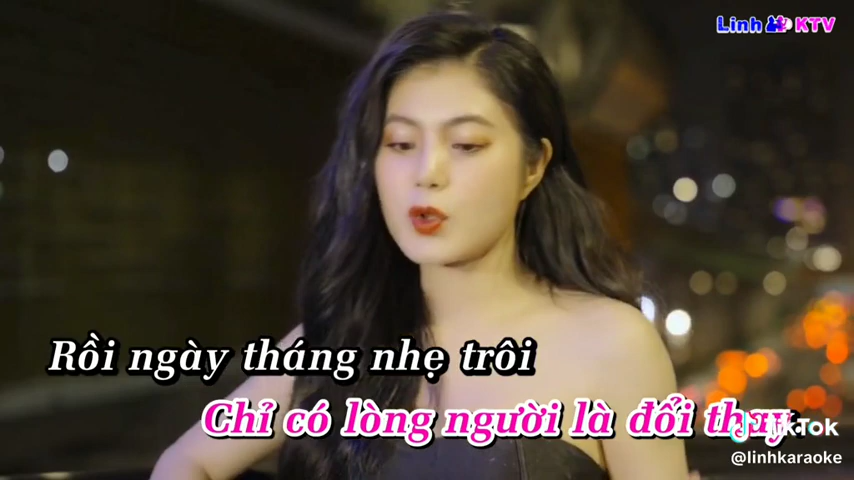 Linh KTV
Rồi ngày tháng nhẹ trôi
Chỉ có lòng người là đổi thay
TikTok
@linhkaraoke